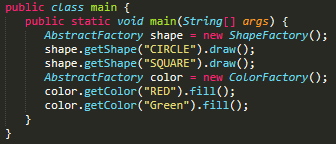 public class main {
public static void main(String[] args) {
AbstractFactory shape = new ShapeFactory();
shape.getShape("CIRCLE").draw();
shape.getShape("SQUARE").draw();
AbstractFactory color = new ColorFactory();
color.getColor("RED").fill();
color.getColor("Green").fill();
}
}